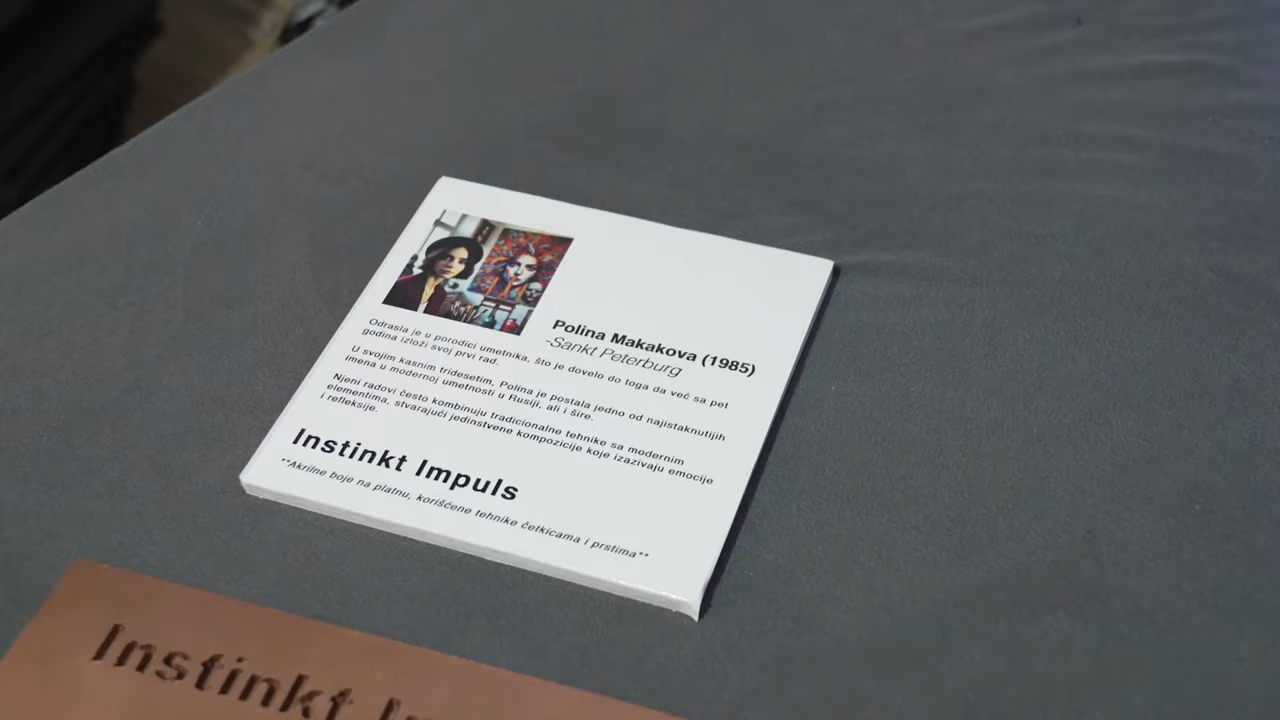 Polina Makakova (1985)
-Sankt Peterburg
Odrasla je u porodici umetnika, što je dovelo do toga da već sa pet
godina izloži svoj prvi rad.
U svojim kasnim tridesetim, Polina je postala jedno od najistaknutijih
imena u modernoj umetnosti u Rusiji, ali i šire.
Njeni radovi često kombinuju tradicionalne tehnike sa modernim
elementima, stvarajući jedinstvene kompozicije koje izazivaju emocije
i refleksije.
Instinkt Impuls
**Akrilne boje na platnu, korišćene tehnike četkicama i prstima**
Instinkt